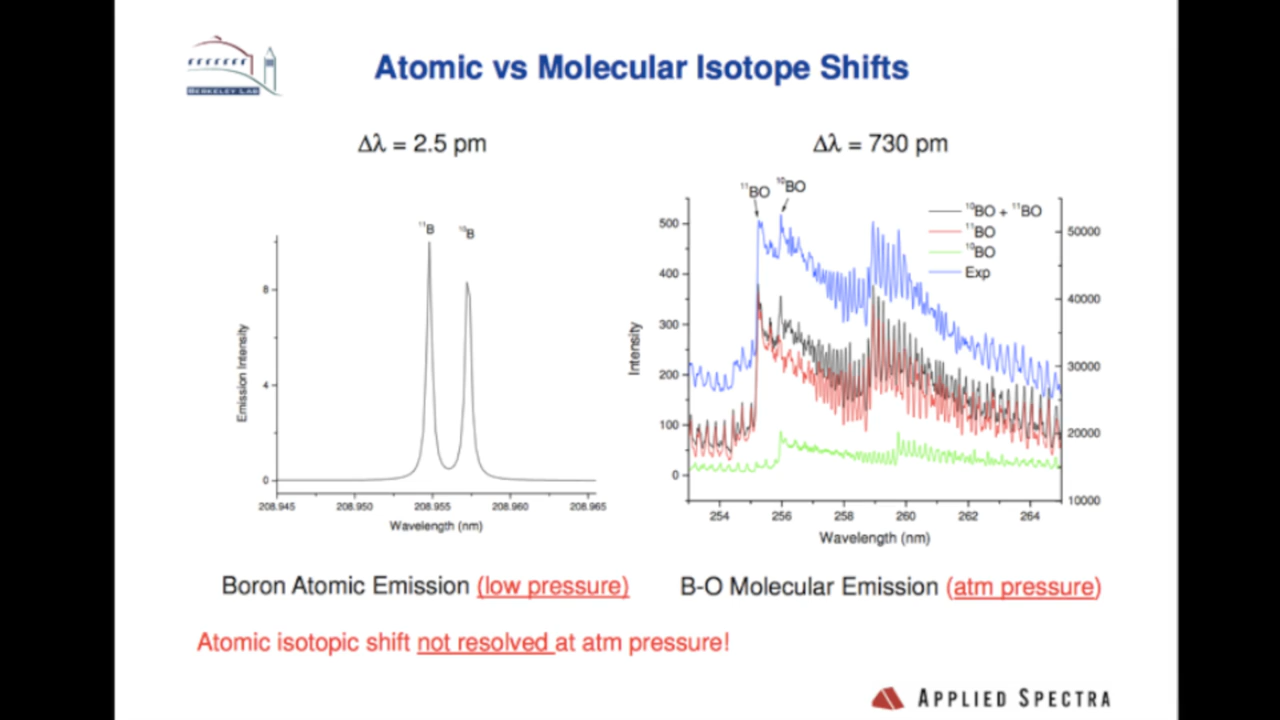 BERKELEY LAB
Atomic vs Molecular Isotope Shifts
Δλ = 2.5 pm
Δλ = 730 pm
¹¹B
¹⁰B
8
4
0
Emission Intensity
208.945 208.950 208.955 208.960 208.965
Wavelength (nm)
¹¹BO
¹⁰BO
¹⁰BO + ¹¹BO
¹¹BO
¹⁰BO
Exp
500
400
300
200
100
0
Intensity
50000
40000
30000
20000
10000
254 256 258 260 262 264
Wavelength (nm)
Boron Atomic Emission (low pressure)
B-O Molecular Emission (atm pressure)
Atomic isotopic shift not resolved at atm pressure!
APPLIED SPECTRA